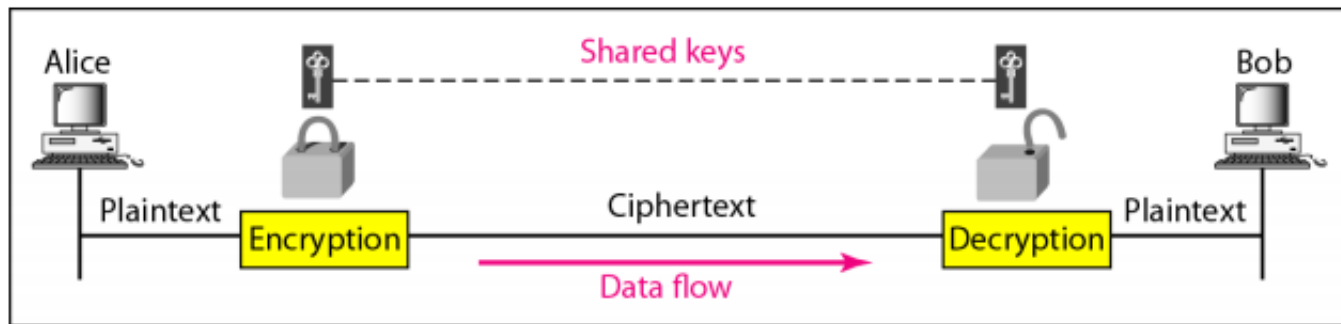 Shared keys
Alice
Bob
Plaintext
Ciphertext
Plaintext
Encryption
Decryption
Data flow